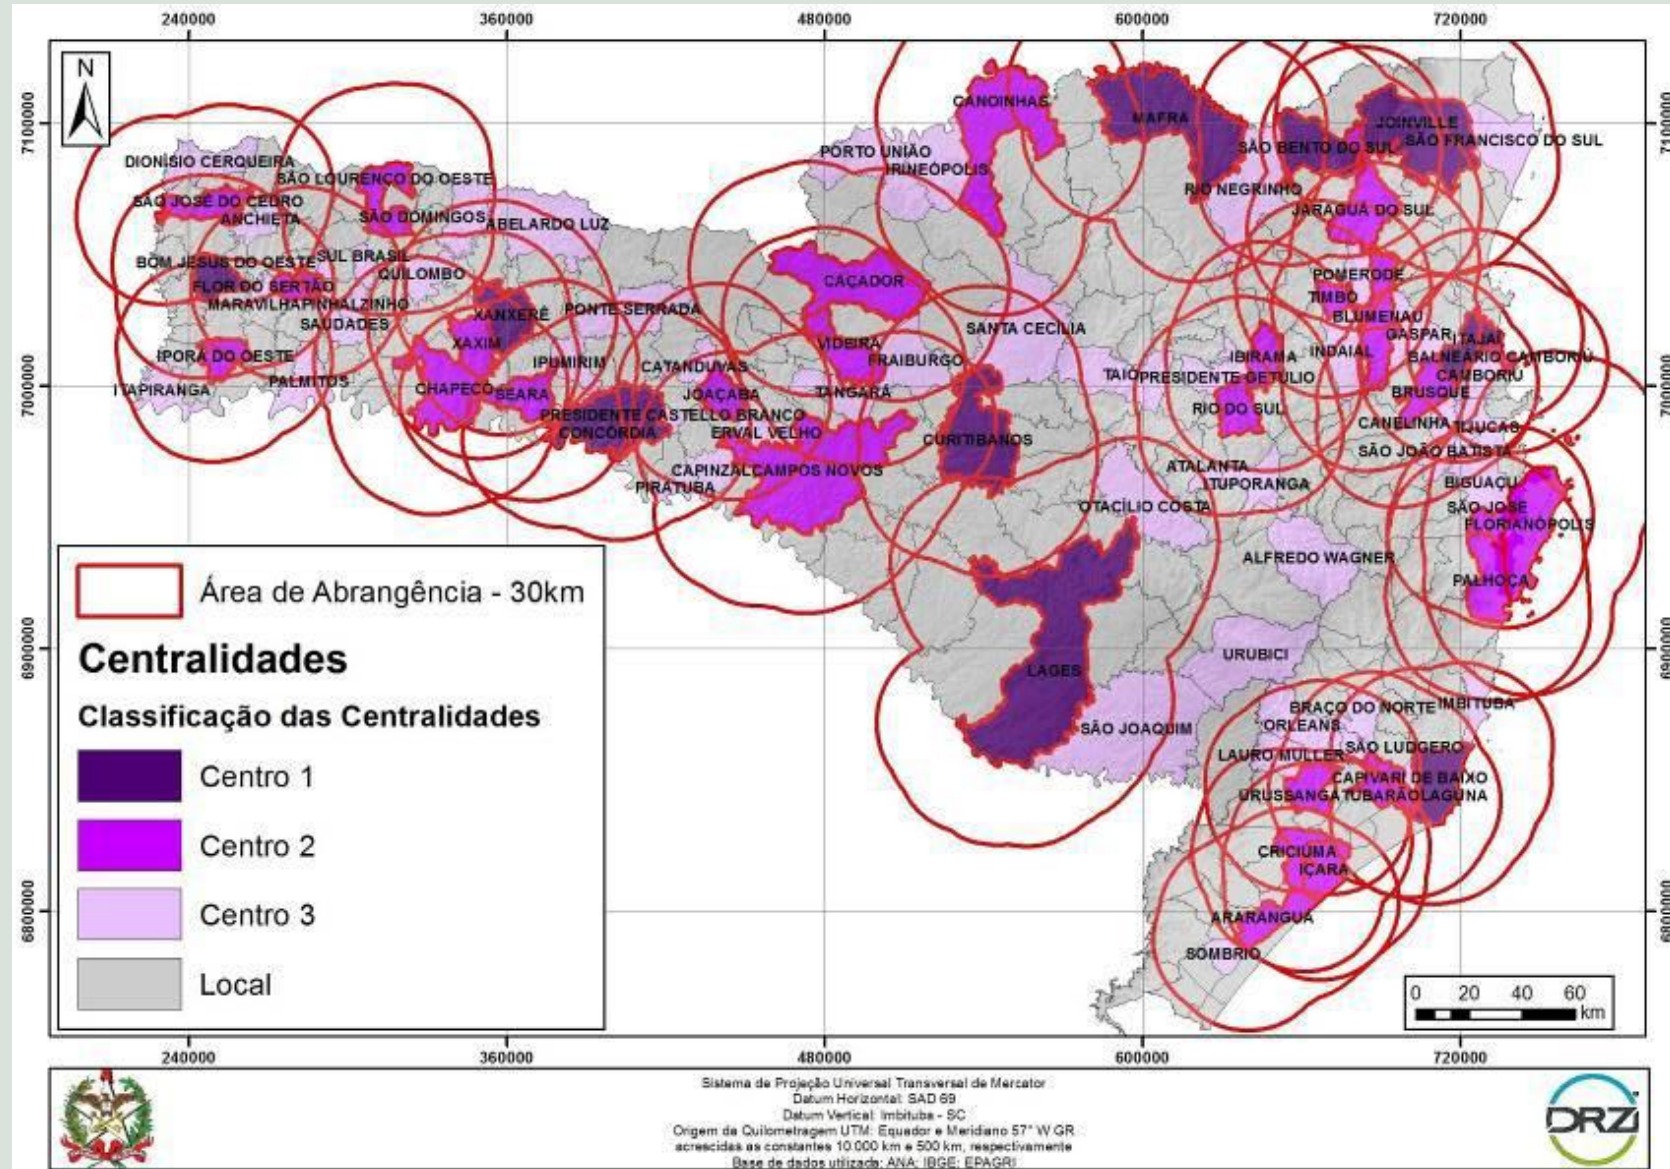 240000 360000 480000 600000 720000
N
7100000 7100000
CANOINHAS
MAFRA
JOINVILLE
SÃO FRANCISCO DO SUL
SÃO BENTO DO SUL
PORTO UNIÃO
IRINEÓPOLIS
DIONÍSIO CERQUEIRA
SÃO LOURENÇO DO OESTE
RIO NEGRINHO
SÃO JOSÉ DO CEDRO
ANCHIETA
SÃO DOMINGOS
ABELARDO LUZ
JARAGUÁ DO SUL
BOM JESUS DO OESTE
SUL BRASIL
QUILOMBO
FLOR DO SERTÃO
CAÇADOR
POMERODE
MARAVILHA
PINHALZINHO
TIMBÓ
SAUDADES
XANXERÊ
PONTE SERRADA
BLUMENAU
SANTA CECÍLIA
GASPAR
ITAJAÍ
XAXIM
VIDEIRA
IPORÃ DO OESTE
IPUMIRIM
FRAIBURGO
IBIRAMA
INDAIAL
BALNEÁRIO CAMBORIÚ
CATANDUVAS
CAMBORIÚ
TAIÓ
PRESIDENTE GETÚLIO
ITAPIRANGA
PALMITOS
CHAPECÓ
SEARA
JOAÇABA
TANGARÁ
BRUSQUE
7000000 7000000
RIO DO SUL
PRESIDENTE CASTELLO BRANCO
CONCÓRDIA
ERVAL VELHO
CURITIBANOS
CANELINHA
TIJUCAS
SÃO JOÃO BATISTA
CAPINZAL
CAMPOS NOVOS
ATALANTA
ITUPORANGA
PIRATUBA
BIGUAÇU
OTACÍLIO COSTA
SÃO JOSÉ
FLORIANÓPOLIS
ALFREDO WAGNER
PALHOÇA
6900000 6900000
URUBICI
LAGES
SÃO JOAQUIM
BRAÇO DO NORTE
IMBITUBA
ORLEANS
LAURO MULLER
SÃO LUDGERO
CAPIVARI DE BAIXO
URUSSANGA
TUBARÃO
LAGUNA
CRICIÚMA
IÇARA
6800000 6800000
ARARANGUÁ
SOMBRIO
Área de Abrangência - 30km
Centralidades
Classificação das Centralidades
Centro 1
Centro 2
Centro 3
Local
0 20 40 60
km
240000 360000 480000 600000 720000
Sistema de Projeção Universal Transversal de Mercator
Datum Horizontal: SAD 69
Datum Vertical: Imbituba - SC
Origem da Quilometragem UTM: Equador e Meridiano 57° W GR
acrescidas as constantes 10.000 km e 500 km, respectivamente
Base de dados utilizada: ANA; IBGE; EPAGRI
DRZ